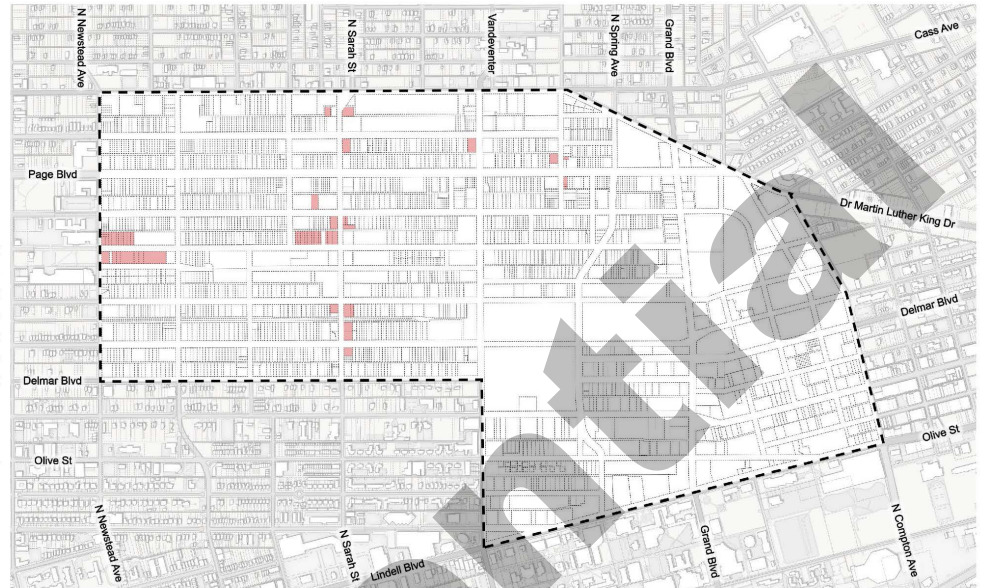 N Newstead Ave
N Sarah St
Vandeventer
N Spring Ave
Grand Blvd
Cass Ave
Page Blvd
Dr Martin Luther King Dr
Delmar Blvd
Delmar Blvd
Olive St
Olive St
N Newstead Ave
N Sarah St
Lindell Blvd
Grand Blvd
N Compton Ave
ntial